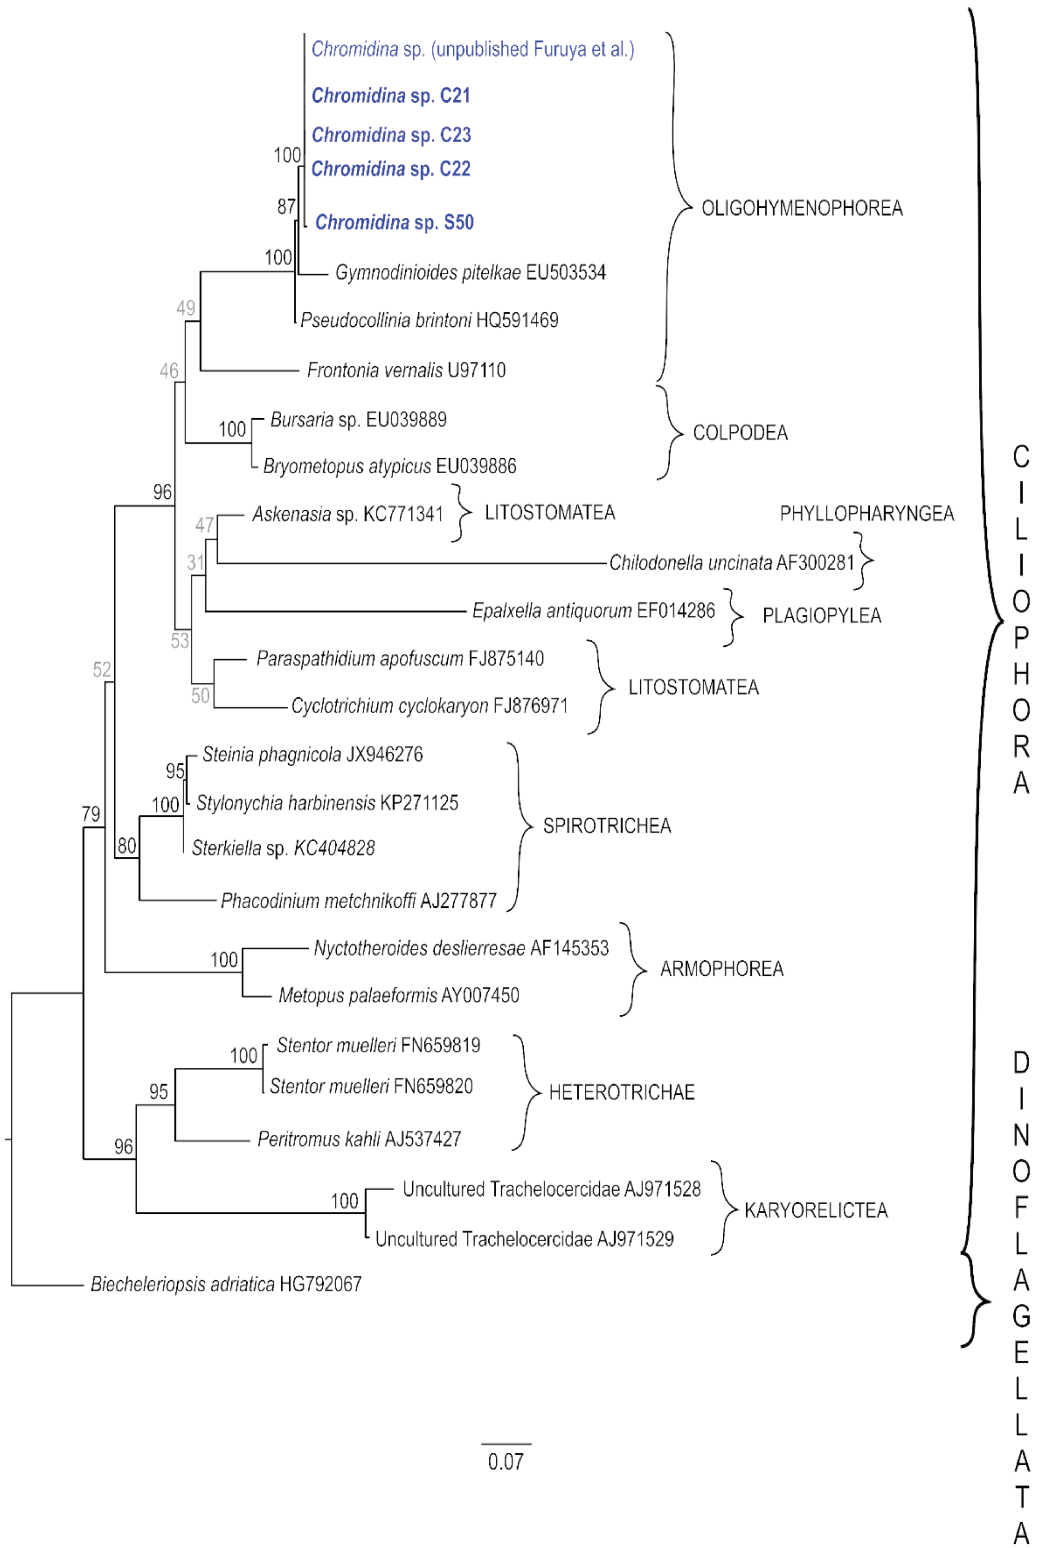 Chromidina sp. (unpublished Furuya et al.)
Chromidina sp. C21
Chromidina sp. C23
100
Chromidina sp. C22
87
OLIGOHYMENOPHOREA
Chromidina sp. S50
100
Gymnodinioides pitelkae EU503534
49
Pseudocollinia brintoni HQ591469
46
Frontonia vernalis U97110
Bursaria sp. EU039889
100
COLPODEA
Bryometopus atypicus EU039886
96
Askenasia sp. KC771341
LITOSTOMATEA
PHYLLOPHARYNGEA
47
Chilodonella uncinata AF300281
31
Epalxella antiquorum EF014286
PLAGIOPYLEA
53
Paraspathidium apofuscum FJ875140
52
LITOSTOMATEA
50
Cyclotrichium cyclokaryon FJ876971
Steinia phagnicola JX946276
95
Stylonychia harbinensis KP271125
100
79
SPIROTRICHEA
80
Sterkiella sp. KC404828
Phacodinium metchnikoffi AJ277877
Nyctotheroides deslierresae AF145353
100
ARMOPHOREA
Metopus palaeformis AY007450
Stentor muelleri FN659819
100
Stentor muelleri FN659820
95
HETEROTRICHAE
Peritromus kahli AJ537427
96
Uncultured Trachelocercidae AJ971528
100
KARYORELICTEA
Uncultured Trachelocercidae AJ971529
Biecheleriopsis adriatica HG792067
CILIOPHORA
DINOFLAGELLATA
0.07